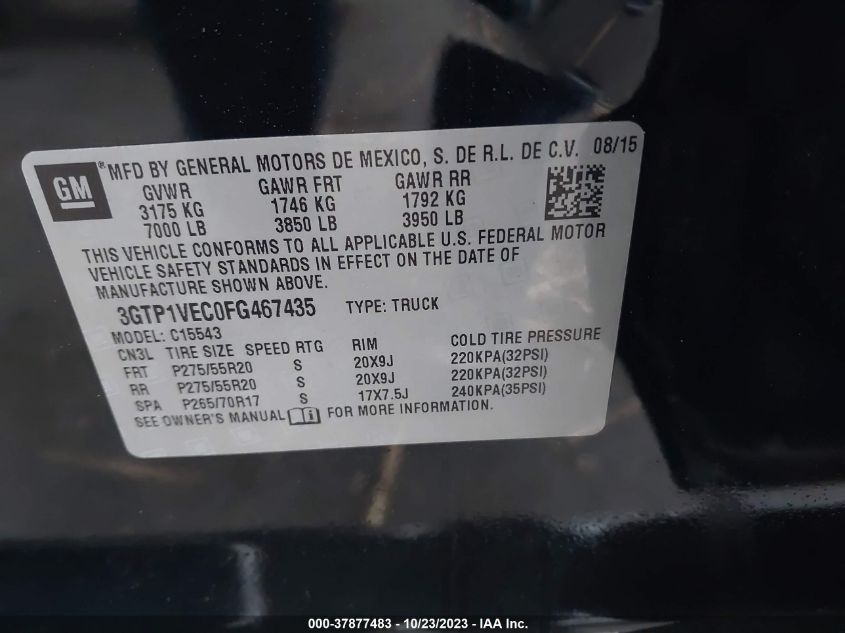 GM ® MFD BY GENERAL MOTORS DE MEXICO, S. DE R.L. DE C.V. 08/15
GVWR GAWR FRT GAWR RR
3175 KG 1746 KG 1792 KG
7000 LB 3850 LB 3950 LB
THIS VEHICLE CONFORMS TO ALL APPLICABLE U.S. FEDERAL MOTOR
VEHICLE SAFETY STANDARDS IN EFFECT ON THE DATE OF
MANUFACTURE SHOWN ABOVE.
3GTP1VEC0FG467435 TYPE: TRUCK
MODEL: C15543
CN3L TIRE SIZE SPEED RTG RIM COLD TIRE PRESSURE
FRT P275/55R20 S 20X9J 220KPA(32PSI)
RR P275/55R20 S 20X9J 220KPA(32PSI)
SPA P265/70R17 S 17X7.5J 240KPA(35PSI)
SEE OWNER'S MANUAL FOR MORE INFORMATION.
000-37877483 - 10/23/2023 - IAA Inc.